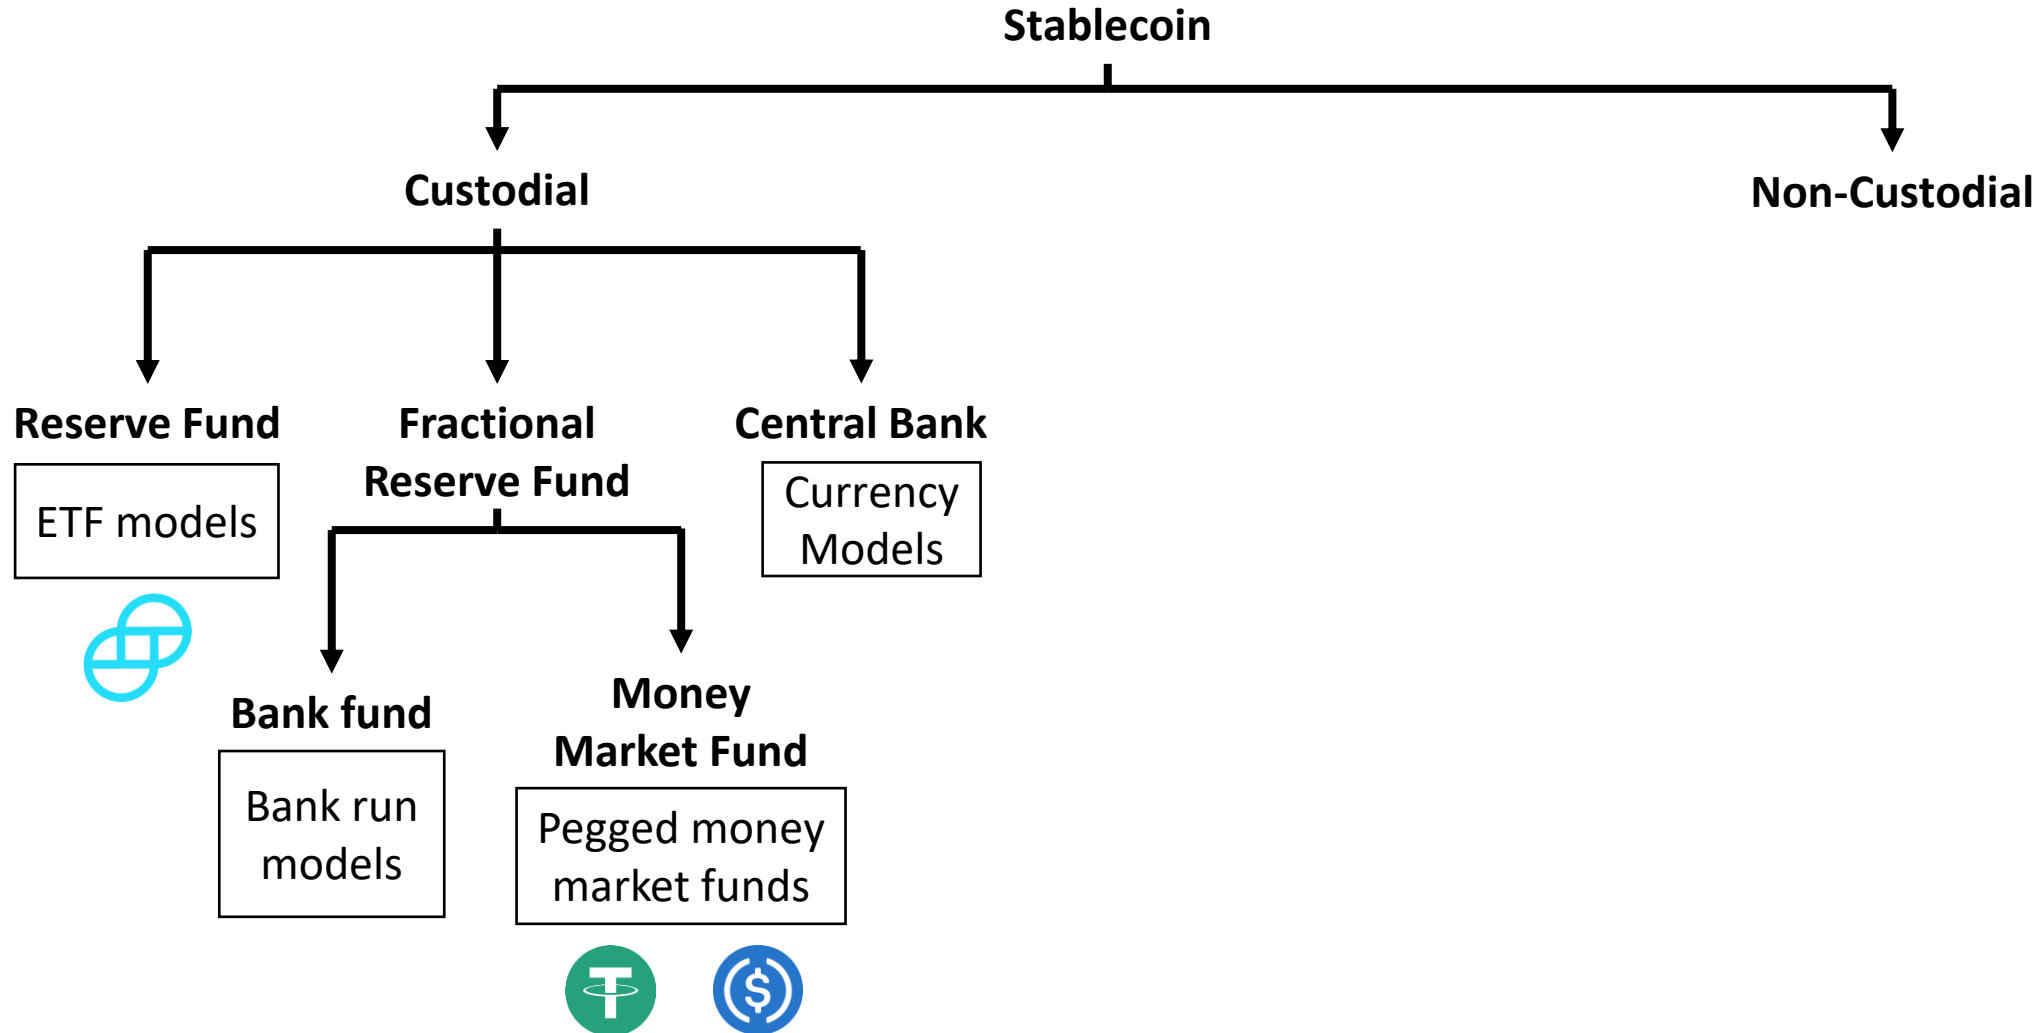 Stablecoin
Custodial
Non-Custodial
Reserve Fund
ETF models
Fractional
Reserve Fund
Central Bank
Currency
Models
Bank fund
Bank run
models
Money
Market Fund
Pegged money
market funds